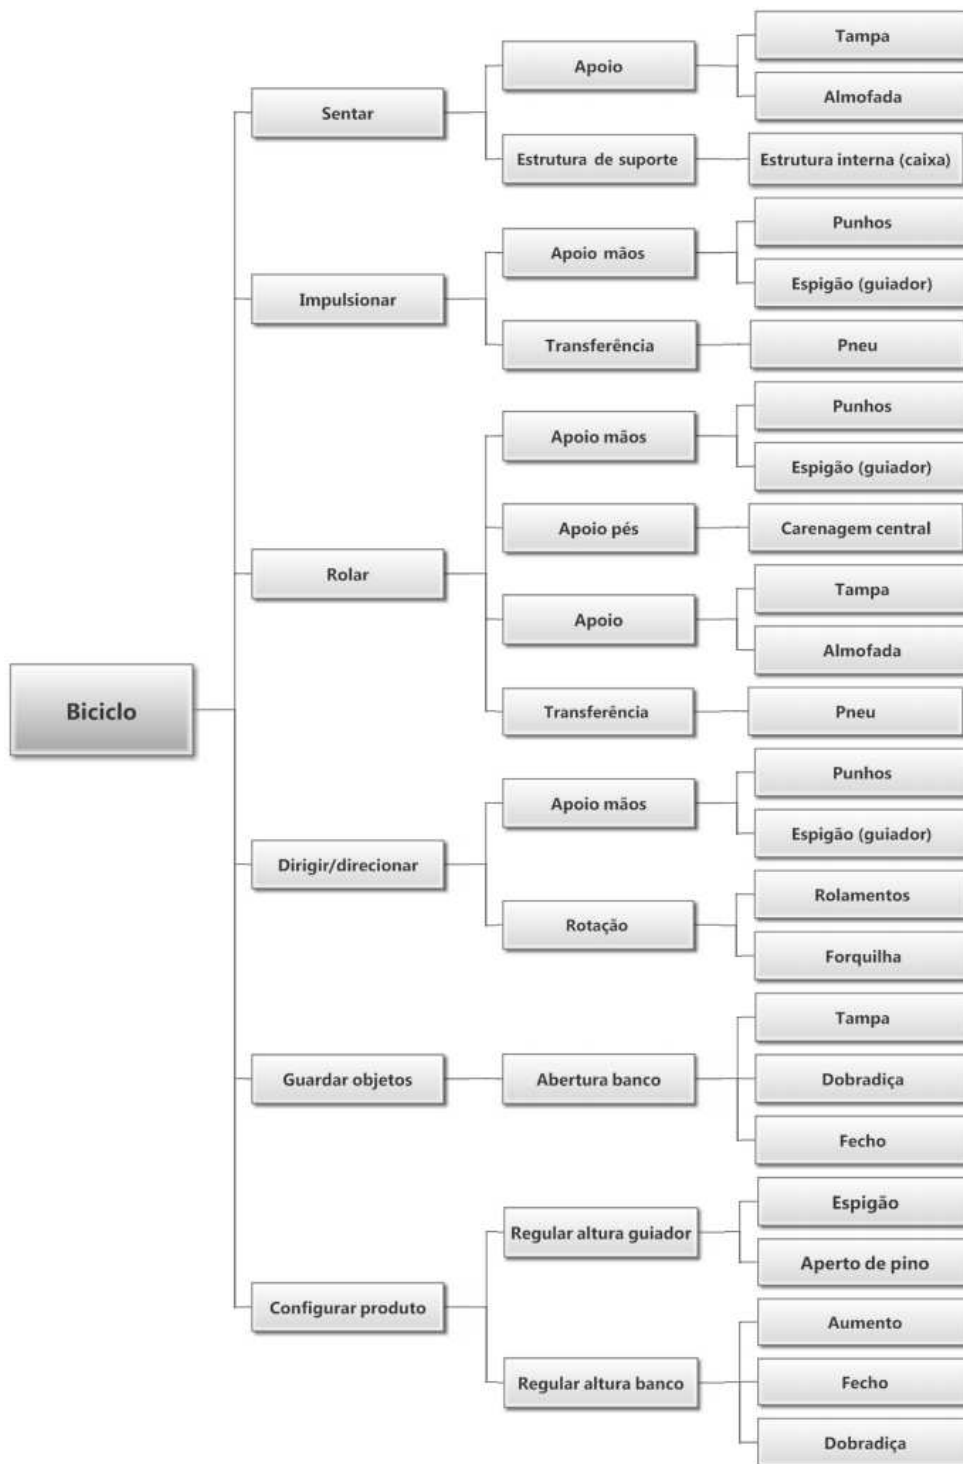 Biciclo
Sentar
Apoio
Tampa
Almofada
Estrutura de suporte
Estrutura interna (caixa)
Impulsionar
Apoio mãos
Punhos
Espigão (guiador)
Transferência
Pneu
Rolar
Apoio mãos
Punhos
Espigão (guiador)
Apoio pés
Carenagem central
Apoio
Tampa
Almofada
Transferência
Pneu
Dirigir/direcionar
Apoio mãos
Punhos
Espigão (guiador)
Rotação
Rolamentos
Forquilha
Guardar objetos
Abertura banco
Tampa
Dobradiça
Fecho
Configurar produto
Regular altura guiador
Espigão
Aperto de pino
Regular altura banco
Aumento
Fecho
Dobradiça